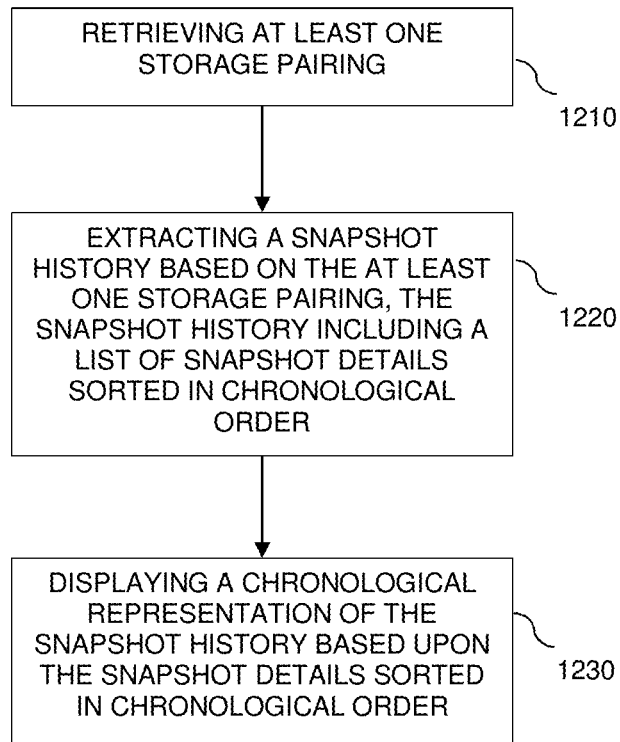 RETRIEVING AT LEAST ONE
STORAGE PAIRING
1210
EXTRACTING A SNAPSHOT
HISTORY BASED ON THE AT LEAST
ONE STORAGE PAIRING, THE
SNAPSHOT HISTORY INCLUDING A
LIST OF SNAPSHOT DETAILS
SORTED IN CHRONOLOGICAL
ORDER
1220
DISPLAYING A CHRONOLOGICAL
REPRESENTATION OF THE
SNAPSHOT HISTORY BASED UPON
THE SNAPSHOT DETAILS SORTED
IN CHRONOLOGICAL ORDER
1230